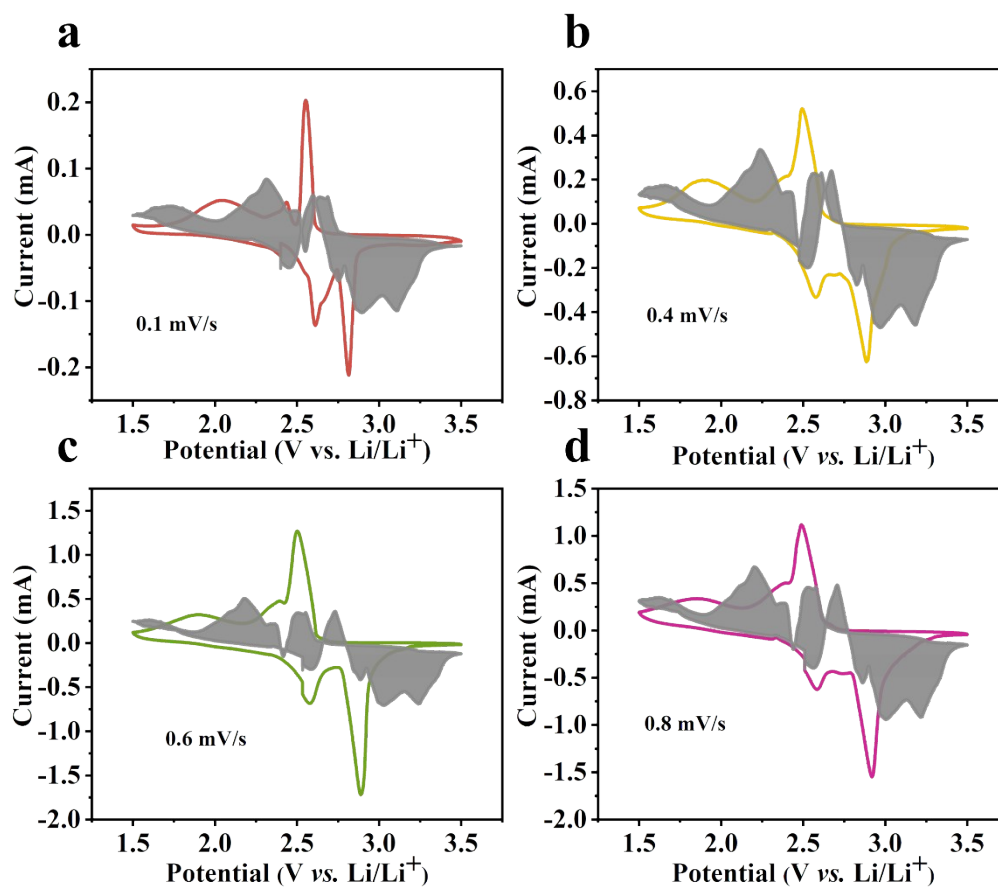 a
0.2
0.1
0.0
-0.1
-0.2
Current (mA)
0.1 mV/s
1.5 2.0 2.5 3.0 3.5
Potential (V vs. Li/Li⁺)
b
0.6
0.4
0.2
0.0
-0.2
-0.4
-0.6
-0.8
Current (mA)
0.4 mV/s
1.5 2.0 2.5 3.0 3.5
Potential (V vs. Li/Li⁺)
c
1.5
1.0
0.5
0.0
-0.5
-1.0
-1.5
-2.0
Current (mA)
0.6 mV/s
1.5 2.0 2.5 3.0 3.5
Potential (V vs. Li/Li⁺)
d
1.5
1.0
0.5
0.0
-0.5
-1.0
-1.5
-2.0
Current (mA)
0.8 mV/s
1.5 2.0 2.5 3.0 3.5
Potential (V vs. Li/Li⁺)